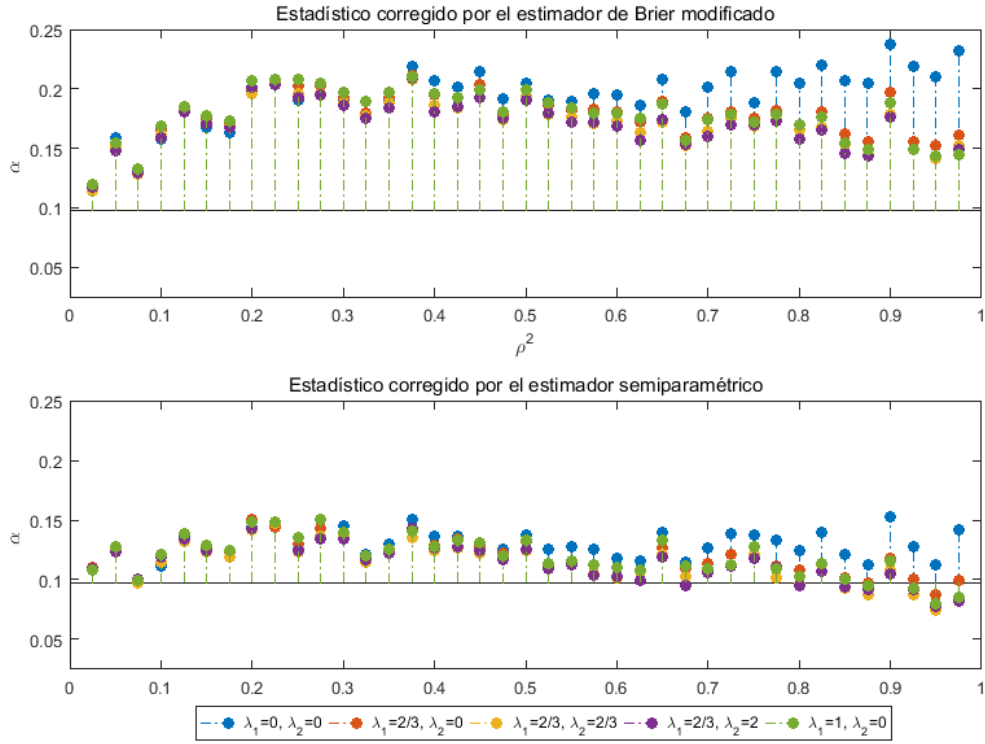 Estadístico corregido por el estimador de Brier modificado
0.25
0.2
0.15
0.1
0.05
α
0 0.1 0.2 0.3 0.4 0.5 0.6 0.7 0.8 0.9 1
ρ²
Estadístico corregido por el estimador semiparamétrico
0.25
0.2
0.15
0.1
0.05
α
0 0.1 0.2 0.3 0.4 0.5 0.6 0.7 0.8 0.9 1
λ₁=0, λ₂=0 λ₁=2/3, λ₂=0 λ₁=2/3, λ₂=2/3 λ₁=2/3, λ₂=2 λ₁=1, λ₂=0